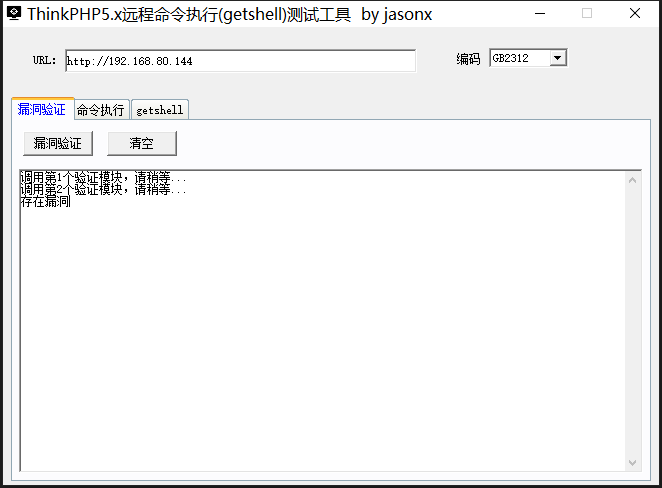 ThinkPHP5.x远程命令执行(getshell)测试工具 by jasonx
URL: http://192.168.80.144 编码 GB2312
漏洞验证 命令执行 getshell
漏洞验证 清空
调用第1个验证模块，请稍等...
调用第2个验证模块，请稍等...
存在漏洞